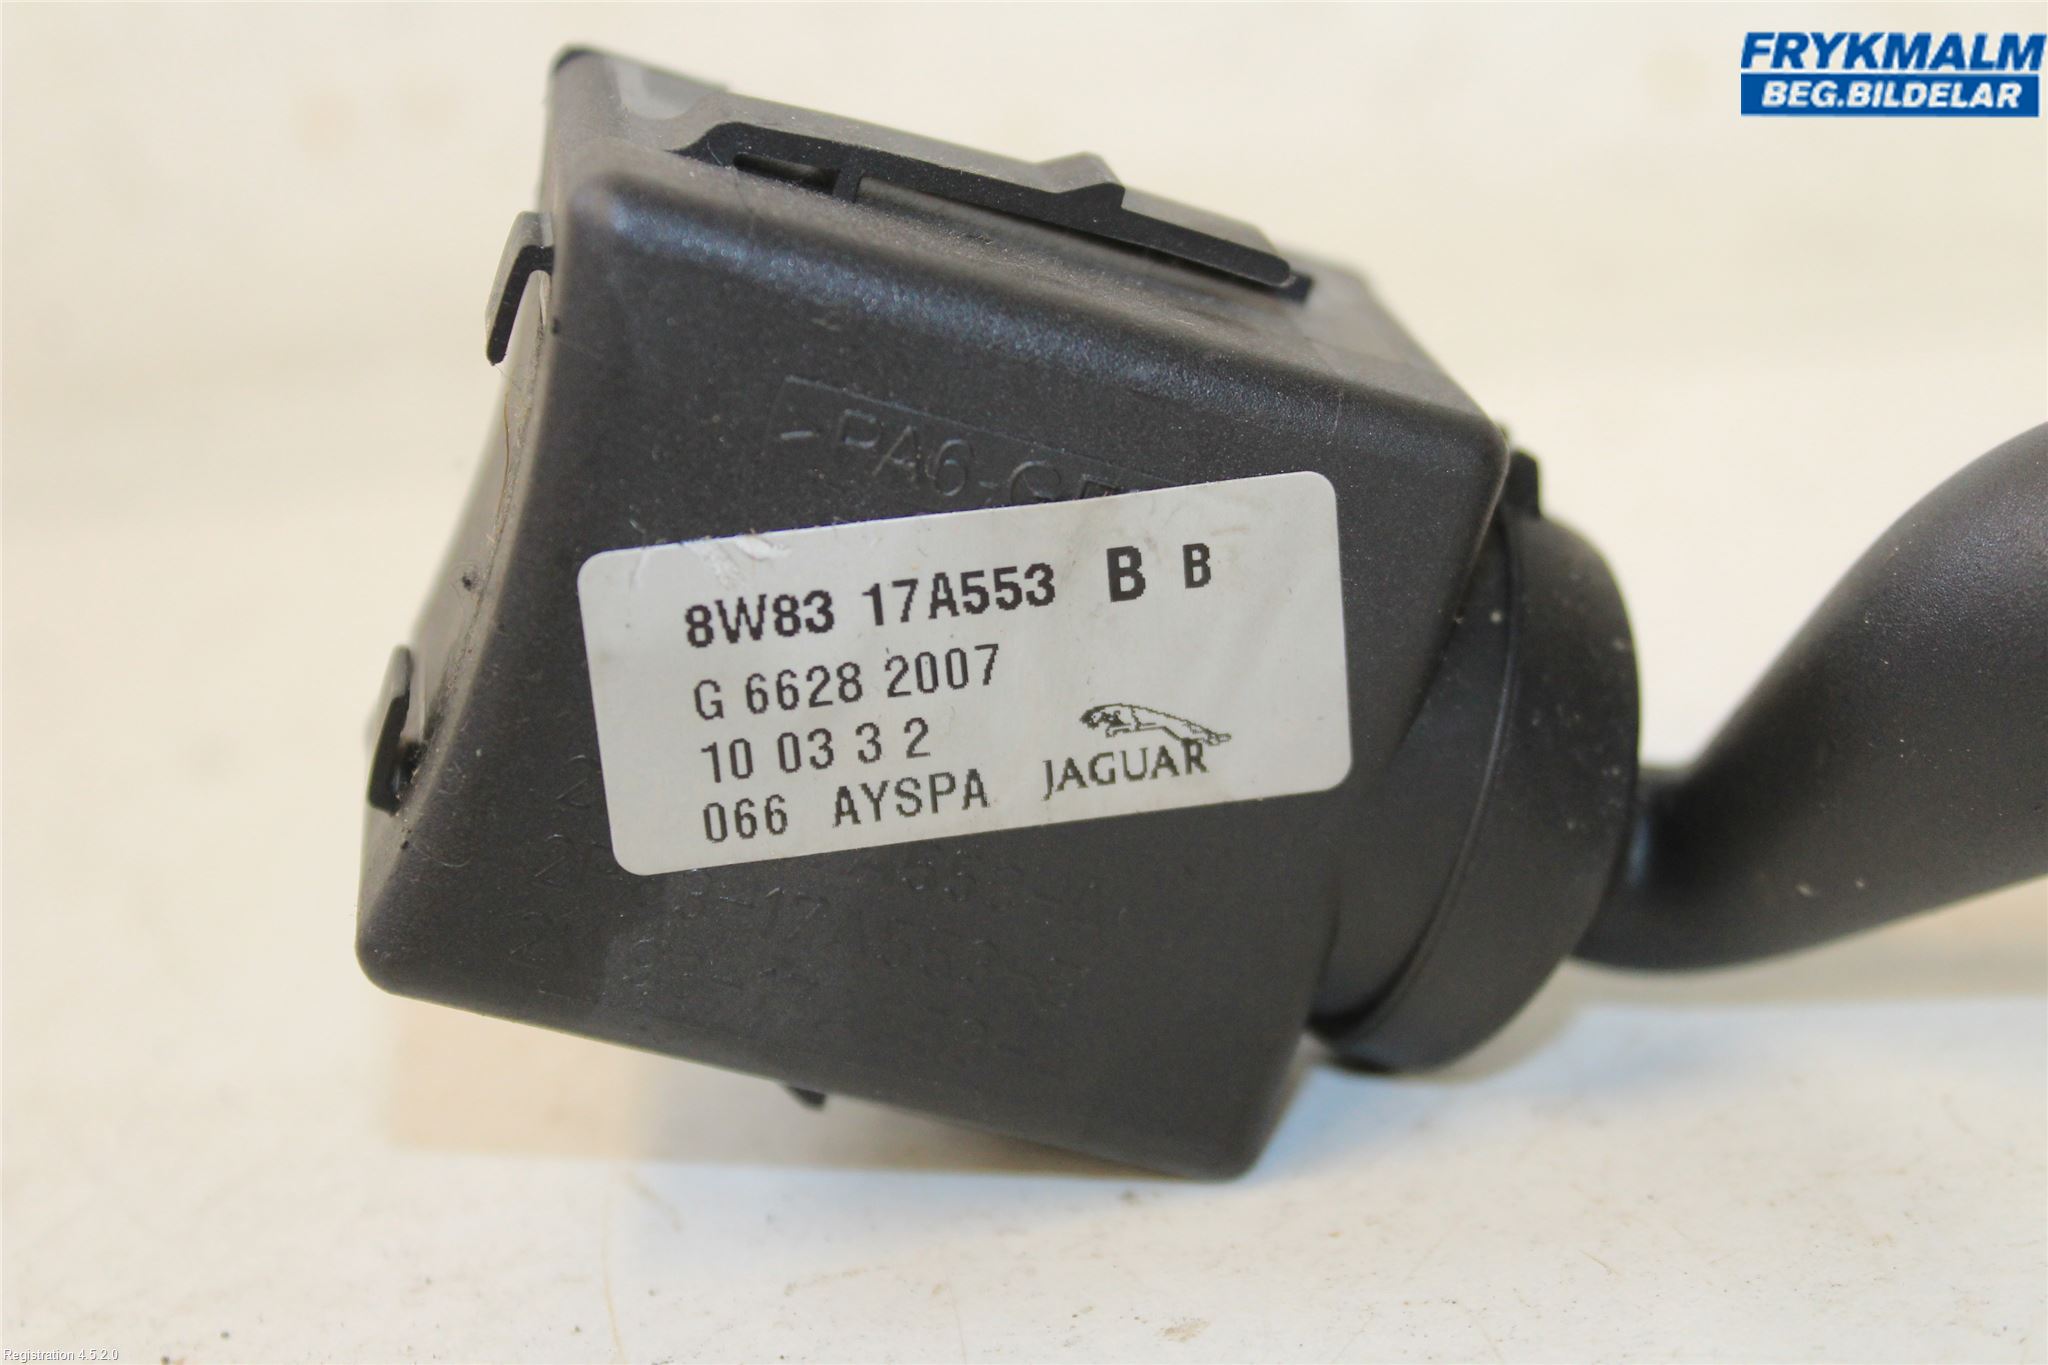 FRYKMALM
BEG.BILDELAR
>PA6-GF
8W83 17A553 B B
G 6628 2007
10 03 3 2
066 AYSPA JAGUAR
Registration 4.5.2.0